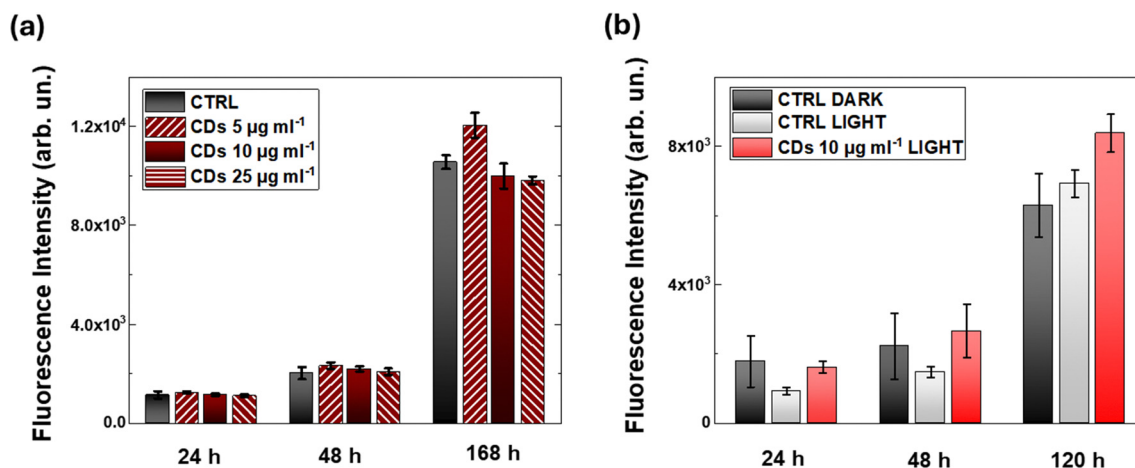 (a)
Fluorescence Intensity (arb. un.)
1.2x10⁴
8.0x10³
4.0x10³
0.0
CTRL
CDs 5 µg ml⁻¹
CDs 10 µg ml⁻¹
CDs 25 µg ml⁻¹
24 h
48 h
168 h
(b)
Fluorescence Intensity (arb. un.)
8x10³
4x10³
0
CTRL DARK
CTRL LIGHT
CDs 10 µg ml⁻¹ LIGHT
24 h
48 h
120 h